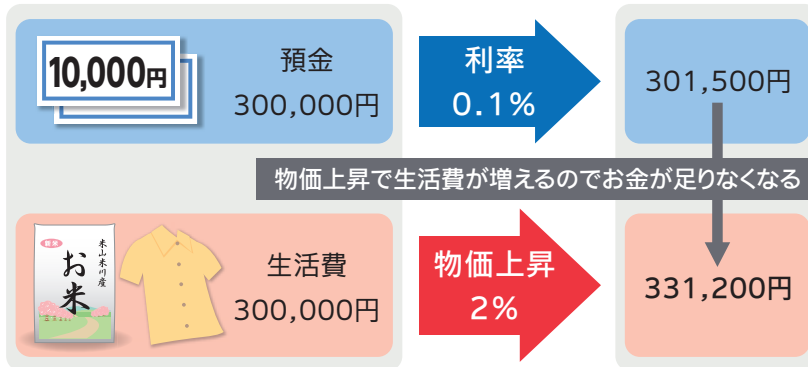 10,000円
預金
300,000円
利率
0.1%
301,500円
物価上昇で生活費が増えるのでお金が足りなくなる
新米
米山米川産
お米
生活費
300,000円
物価上昇
2%
331,200円